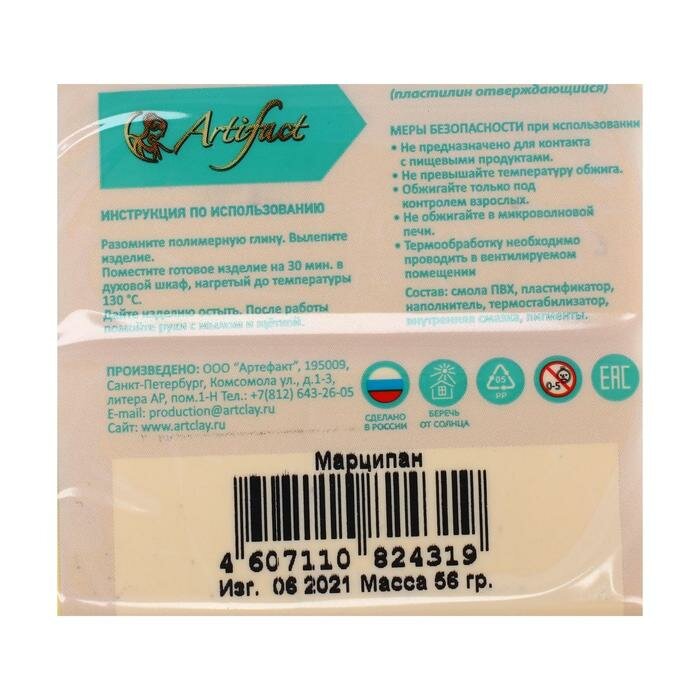 Artifact
ИНСТРУКЦИЯ ПО ИСПОЛЬЗОВАНИЮ
Разомните полимерную глину. Вылепите
изделие.
Поместите готовое изделие на 30 мин. в
духовой шкаф, нагретый до температуры
130 °C.
Дайте изделию остыть. После работы
помойте руки с мылом и щёткой.
(пластилин отверждающийся)
МЕРЫ БЕЗОПАСНОСТИ при использовании
• Не предназначено для контакта
с пищевыми продуктами.
• Не превышайте температуру обжига.
• Обжигайте только под
контролем взрослых.
• Не обжигайте в микроволновой
печи.
• Термообработку необходимо
проводить в вентилируемом
помещении
Состав: смола ПВХ, пластификатор,
наполнитель, термостабилизатор,
внутренняя смазка, пигменты.
ПРОИЗВЕДЕНО: ООО "Артефакт", 195009,
Санкт-Петербург, Комсомола ул., д.1-3,
литера АР, пом.1-Н Тел.: +7(812) 643-26-05
E-mail: production@artclay.ru
Сайт: www.artclay.ru
СДЕЛАНО
В РОССИИ
БЕРЕЧЬ
ОТ СОЛНЦА
05
PP
0-3
EAC
Марципан
4 607110 824319
Изг. 06 2021 Масса 56 гр.